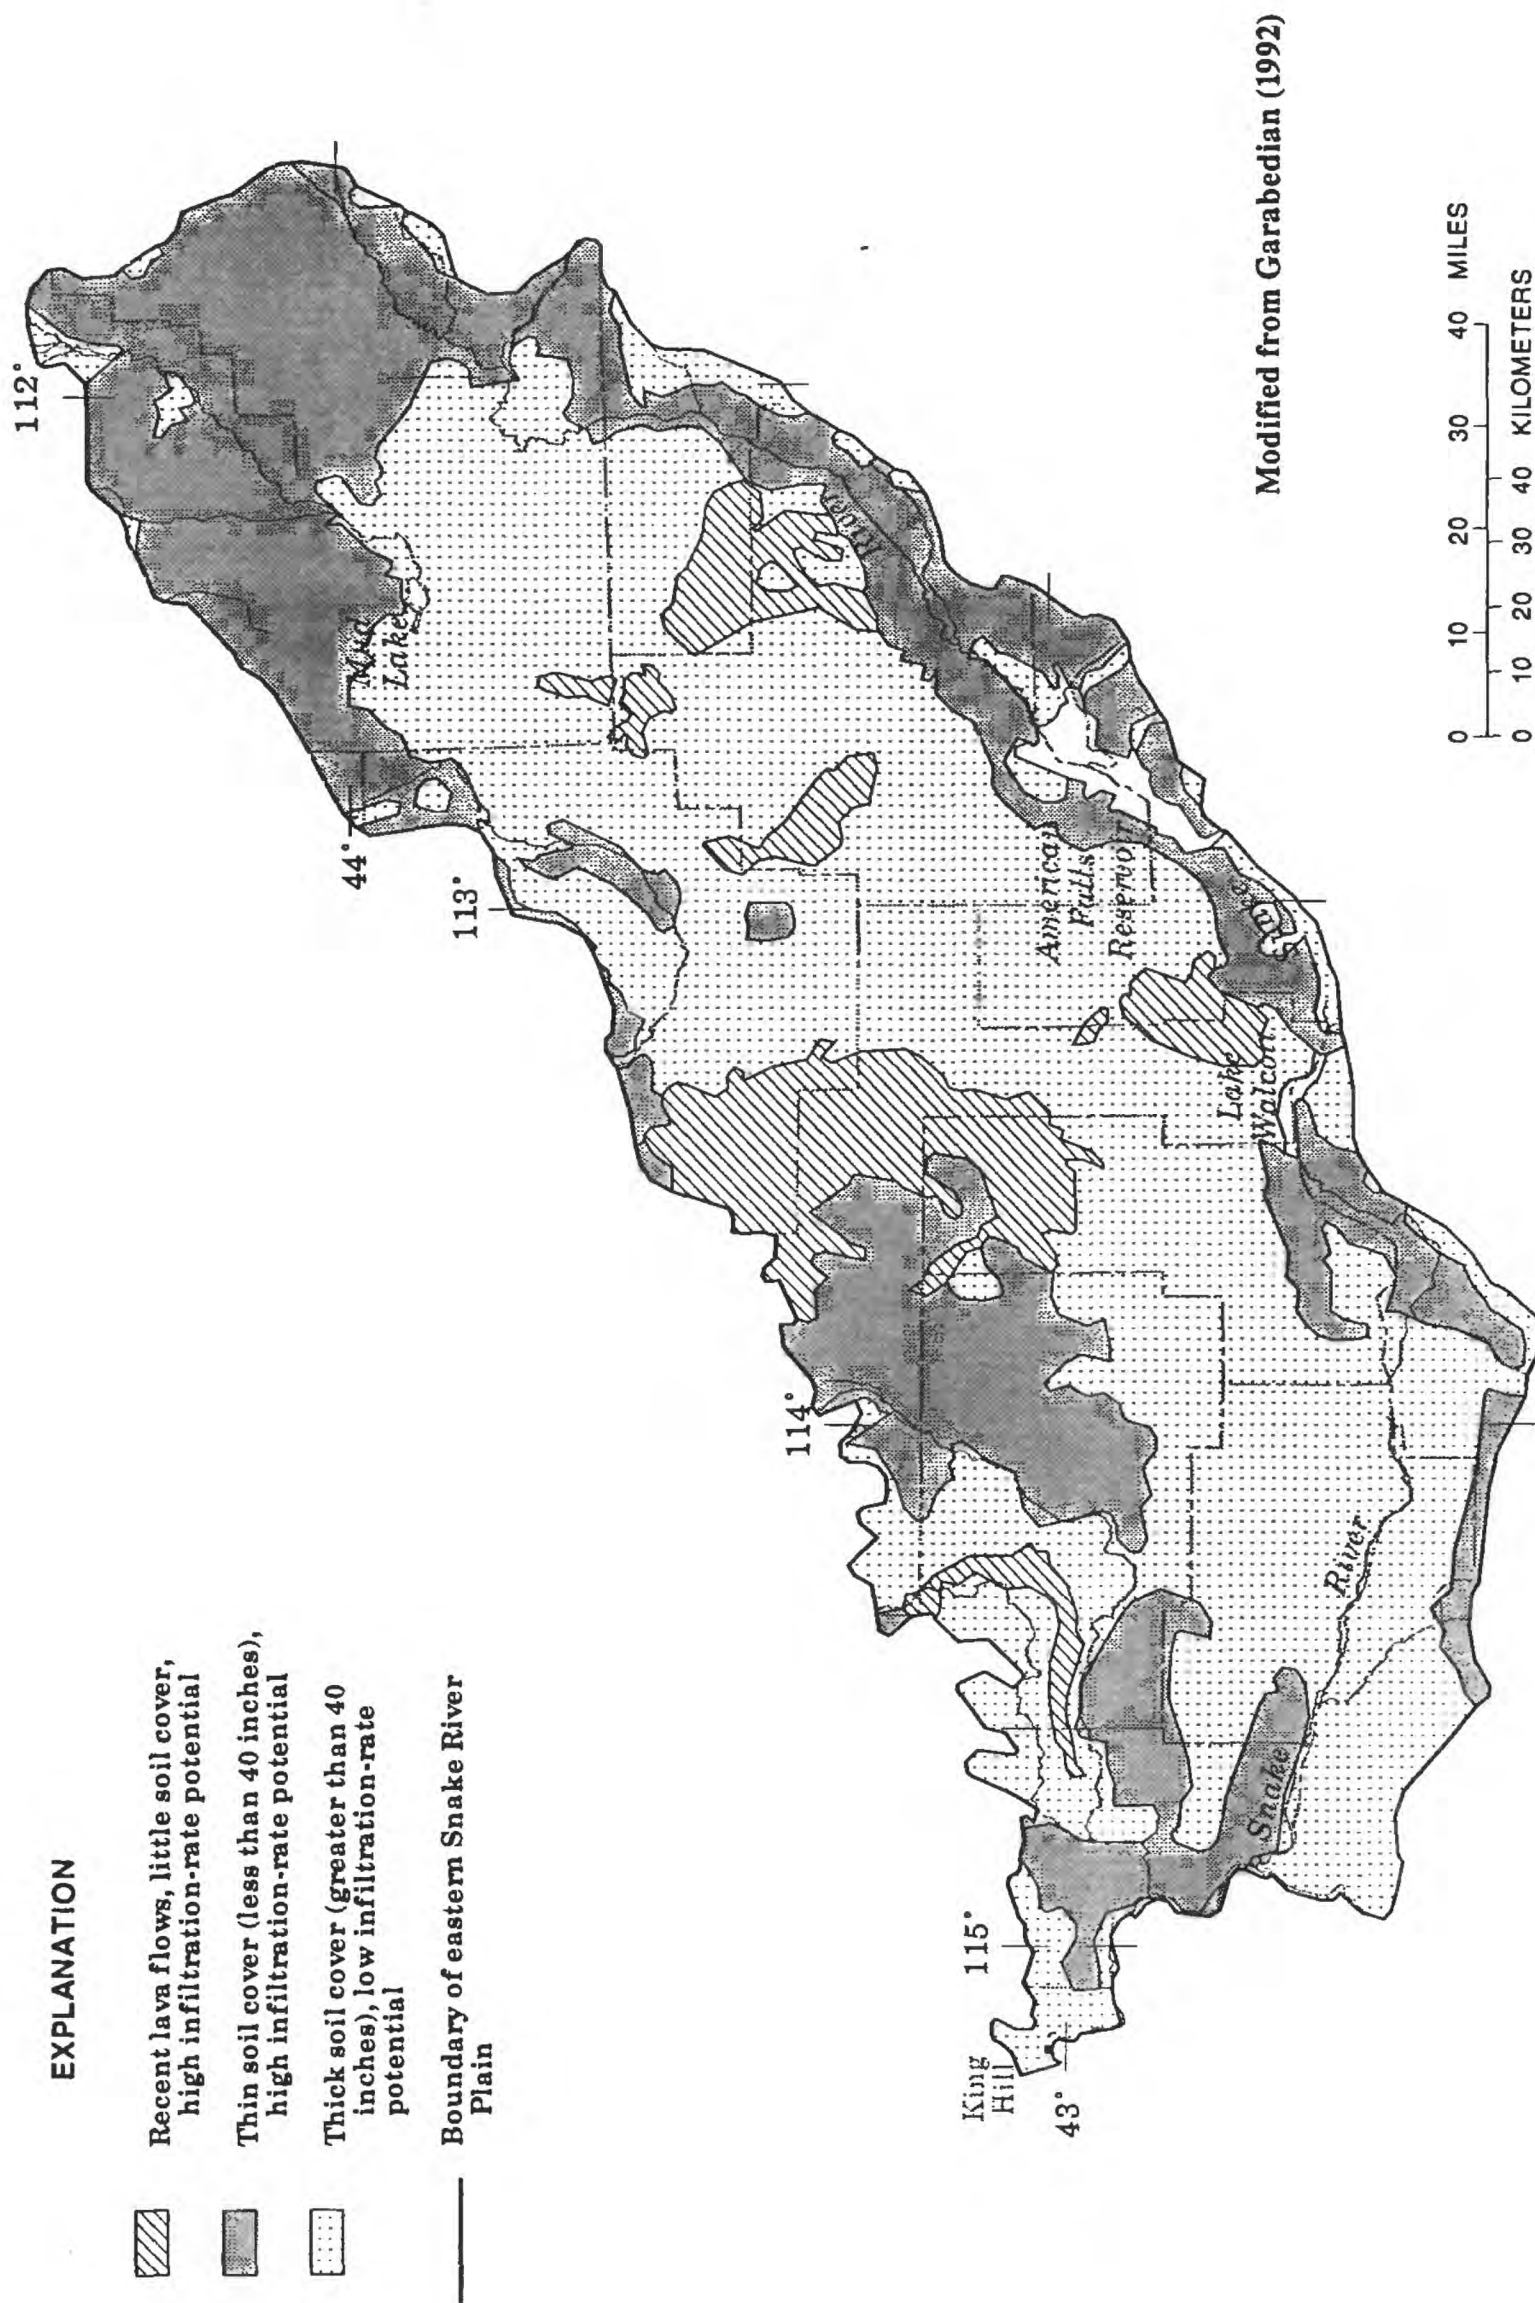 EXPLANATION
Recent lava flows, little soil cover,
high infiltration-rate potential
Thin soil cover (less than 40 inches),
high infiltration-rate potential
Thick soil cover (greater than 40
inches), low infiltration-rate
potential
Boundary of eastern Snake River
Plain
112°
44°
113°
114°
115°
43°
King
Hill
Mud
Lake
River
American
Falls
Reservoir
Snake
Lake
Walcott
River
Snake
Modified from Garabedian (1992)
0 10 20 30 40 MILES
0 10 20 30 40 KILOMETERS